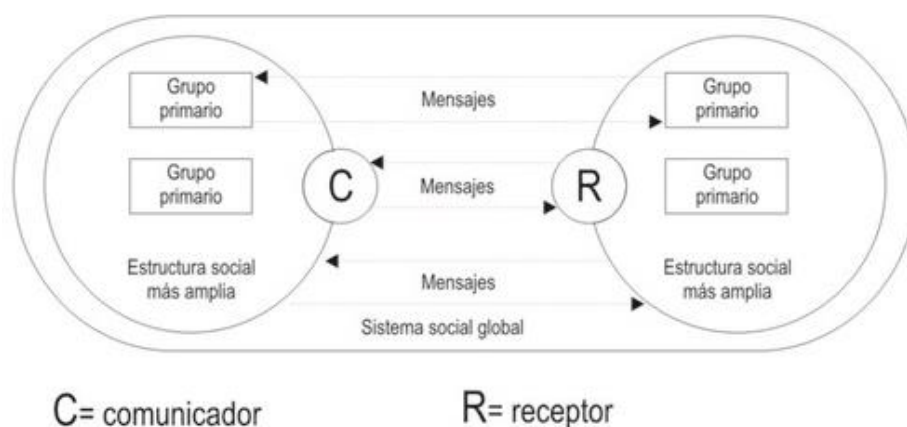 Grupo
primario
Mensajes
Grupo
primario
Grupo
primario
C
Mensajes
R
Grupo
primario
Estructura social
más amplia
Mensajes
Estructura social
más amplia
Sistema social global
C= comunicador
R= receptor